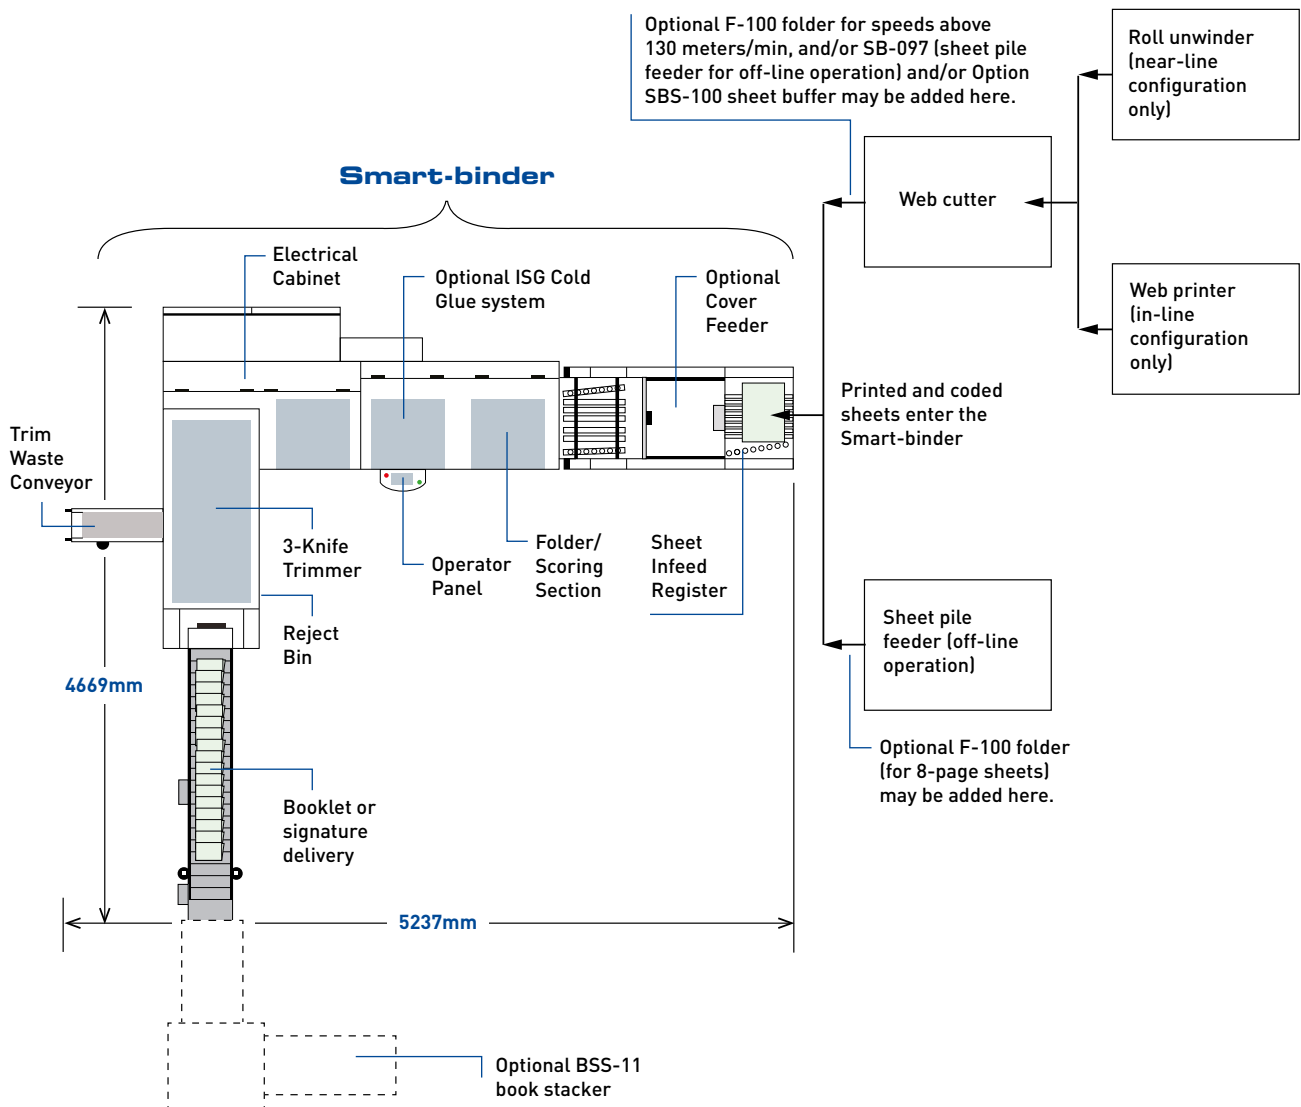 Optional F-100 folder for speeds above
130 meters/min, and/or SB-097 (sheet pile
feeder for off-line operation) and/or Option
SBS-100 sheet buffer may be added here.
Roll unwinder
(near-line
configuration
only)
Smart-binder
Web cutter
Electrical
Cabinet
Optional ISG Cold
Glue system
Optional
Cover
Feeder
Web printer
(in-line
configuration
only)
Printed and coded
sheets enter the
Smart-binder
Trim
Waste
Conveyor
3-Knife
Trimmer
Operator
Panel
Folder/
Scoring
Section
Sheet
Infeed
Register
Reject
Bin
Sheet pile
feeder (off-line
operation)
4669mm
Optional F-100 folder
(for 8-page sheets)
may be added here.
Booklet or
signature
delivery
5237mm
Optional BSS-11
book stacker